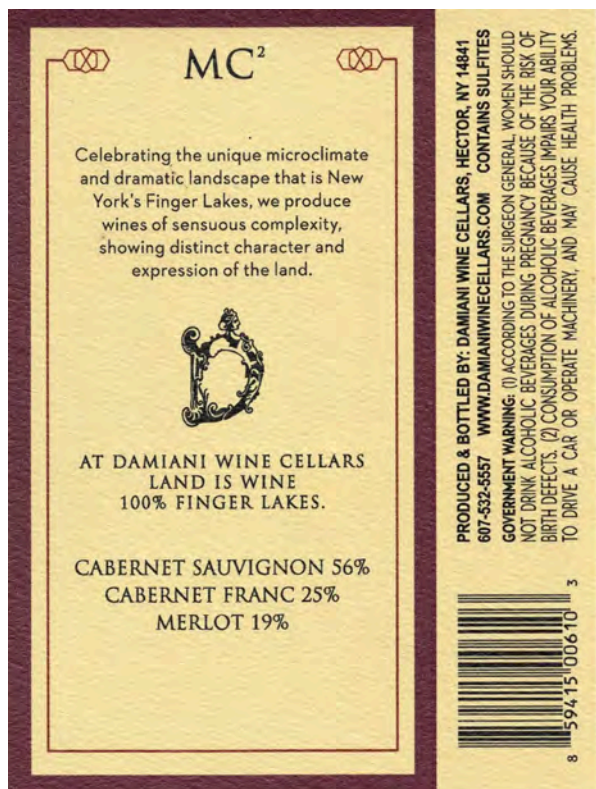 MC²
Celebrating the unique microclimate
and dramatic landscape that is New
York's Finger Lakes, we produce
wines of sensuous complexity,
showing distinct character and
expression of the land.
D
AT DAMIANI WINE CELLARS
LAND IS WINE
100% FINGER LAKES.
CABERNET SAUVIGNON 56%
CABERNET FRANC 25%
MERLOT 19%
PRODUCED & BOTTLED BY: DAMIANI WINE CELLARS, HECTOR, NY 14841
607-532-5557 WWW.DAMIANIWINECELLARS.COM CONTAINS SULFITES
GOVERNMENT WARNING: (1) ACCORDING TO THE SURGEON GENERAL, WOMEN SHOULD
NOT DRINK ALCOHOLIC BEVERAGES DURING PREGNANCY BECAUSE OF THE RISK OF
BIRTH DEFECTS. (2) CONSUMPTION OF ALCOHOLIC BEVERAGES IMPAIRS YOUR ABILITY
TO DRIVE A CAR OR OPERATE MACHINERY, AND MAY CAUSE HEALTH PROBLEMS.
8 59415 00610 3